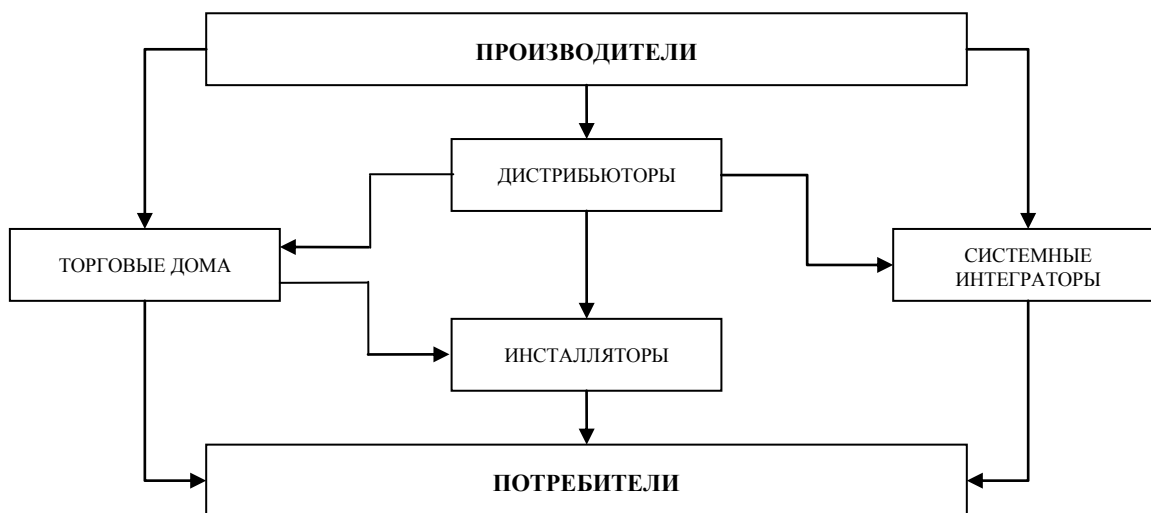 ПРОИЗВОДИТЕЛИ
ДИСТРИБЬЮТОРЫ
ТОРГОВЫЕ ДОМА
СИСТЕМНЫЕ
ИНТЕГРАТОРЫ
ИНСТАЛЛЯТОРЫ
ПОТРЕБИТЕЛИ